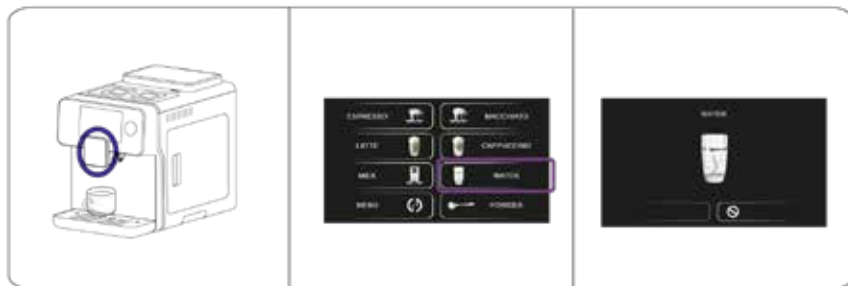 ESPRESSO MACCHIATO
LATTE CAPPUCCINO
MILK WATER
MENU POWDER
WATER